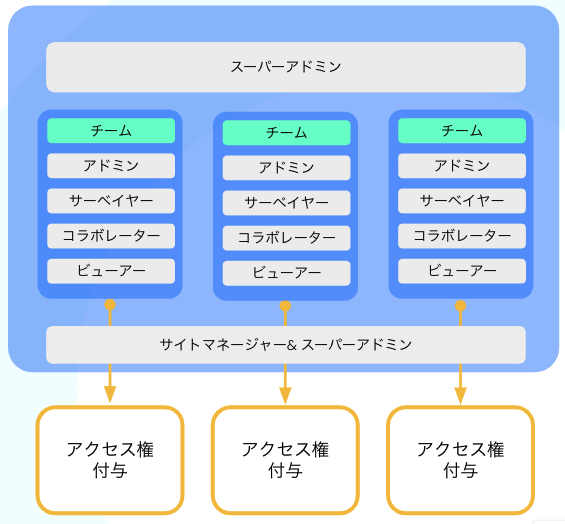 スーパーアドミン
チーム
アドミン
サーベイヤー
コラボレーター
ビューアー
チーム
アドミン
サーベイヤー
コラボレーター
ビューアー
チーム
アドミン
サーベイヤー
コラボレーター
ビューアー
サイトマネージャー& スーパーアドミン
アクセス権
付与
アクセス権
付与
アクセス権
付与